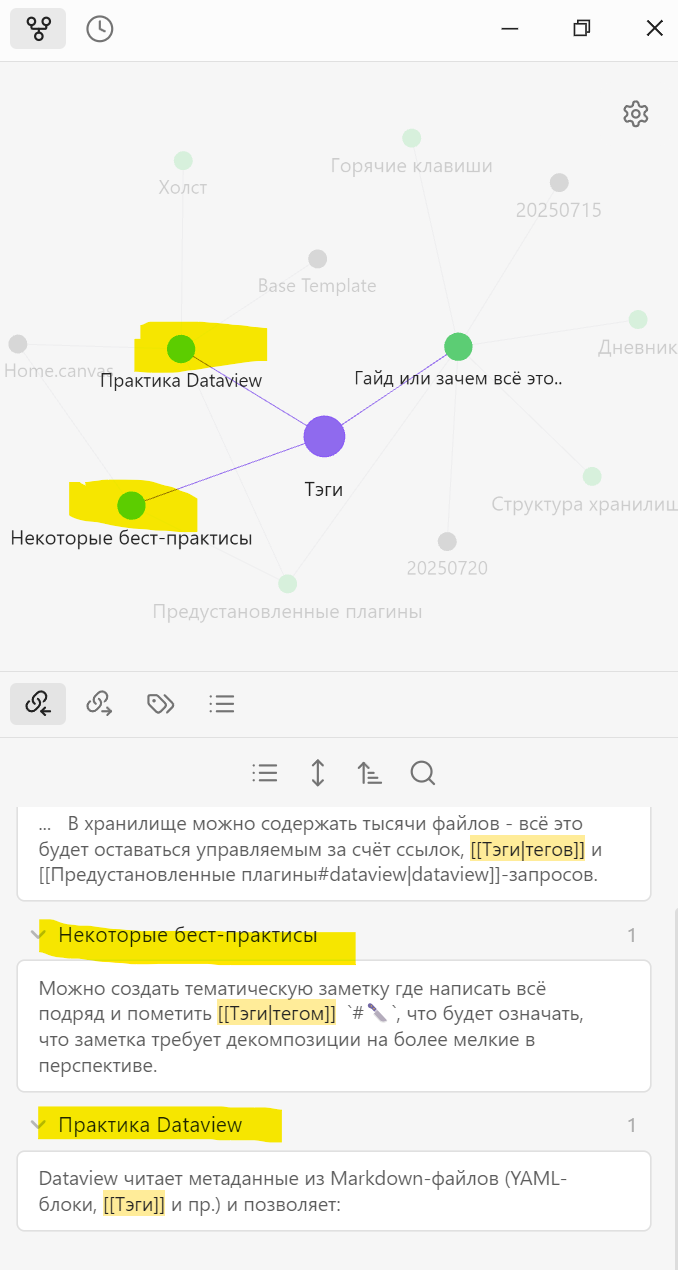 Горячие клавиши
Холст
20250715
Base Template
Дневник
Home.canvas
Практика Dataview
Гайд или зачем всё это..
Тэги
Структура хранилищ
Некоторые бест-практисы
20250720
Предустановленные плагины
... В хранилище можно содержать тысячи файлов - всё это
будет оставаться управляемым за счёт ссылок, [[Тэги|тегов]] и
[[Предустановленные плагины#dataview|dataview]]-запросов.
Некоторые бест-практисы 1
Можно создать тематическую заметку где написать всё
подряд и пометить [[Тэги|тегом]] `#🔪`, что будет означать,
что заметка требует декомпозиции на более мелкие в
перспективе.
Практика Dataview 1
Dataview читает метаданные из Markdown-файлов (YAML-
блоки, [[Тэги]] и пр.) и позволяет: